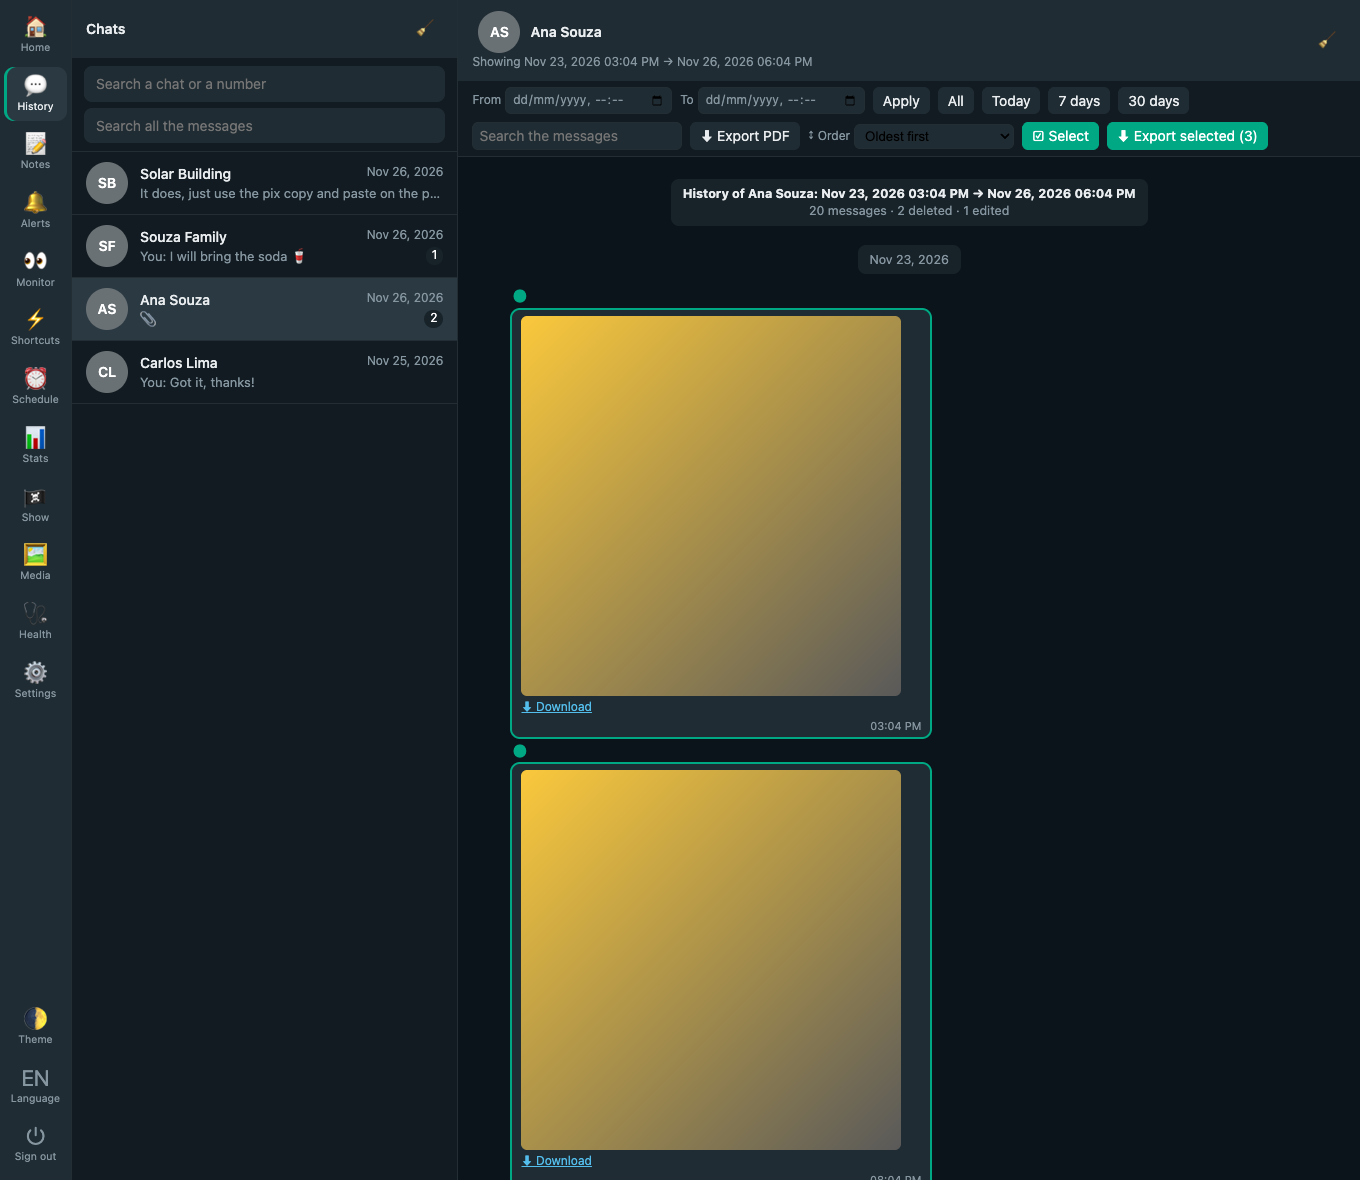 Home
History
Notes
Alerts
Monitor
Shortcuts
Schedule
Stats
Show
Media
Health
Settings
Theme
EN
Language
Sign out
Chats
Search a chat or a number
Search all the messages
SB
Solar Building
Nov 26, 2026
It does, just use the pix copy and paste on the p...
SF
Souza Family
Nov 26, 2026
You: I will bring the soda 🥤
1
AS
Ana Souza
Nov 26, 2026
📎
2
CL
Carlos Lima
Nov 25, 2026
You: Got it, thanks!
AS
Ana Souza
Showing Nov 23, 2026 03:04 PM → Nov 26, 2026 06:04 PM
From dd/mm/yyyy, --:-- To dd/mm/yyyy, --:-- Apply All Today 7 days 30 days
Search the messages ⬇ Export PDF ↕ Order Oldest first ☑ Select ⬇ Export selected (3)
History of Ana Souza: Nov 23, 2026 03:04 PM → Nov 26, 2026 06:04 PM
20 messages · 2 deleted · 1 edited
Nov 23, 2026
⬇ Download
03:04 PM
⬇ Download